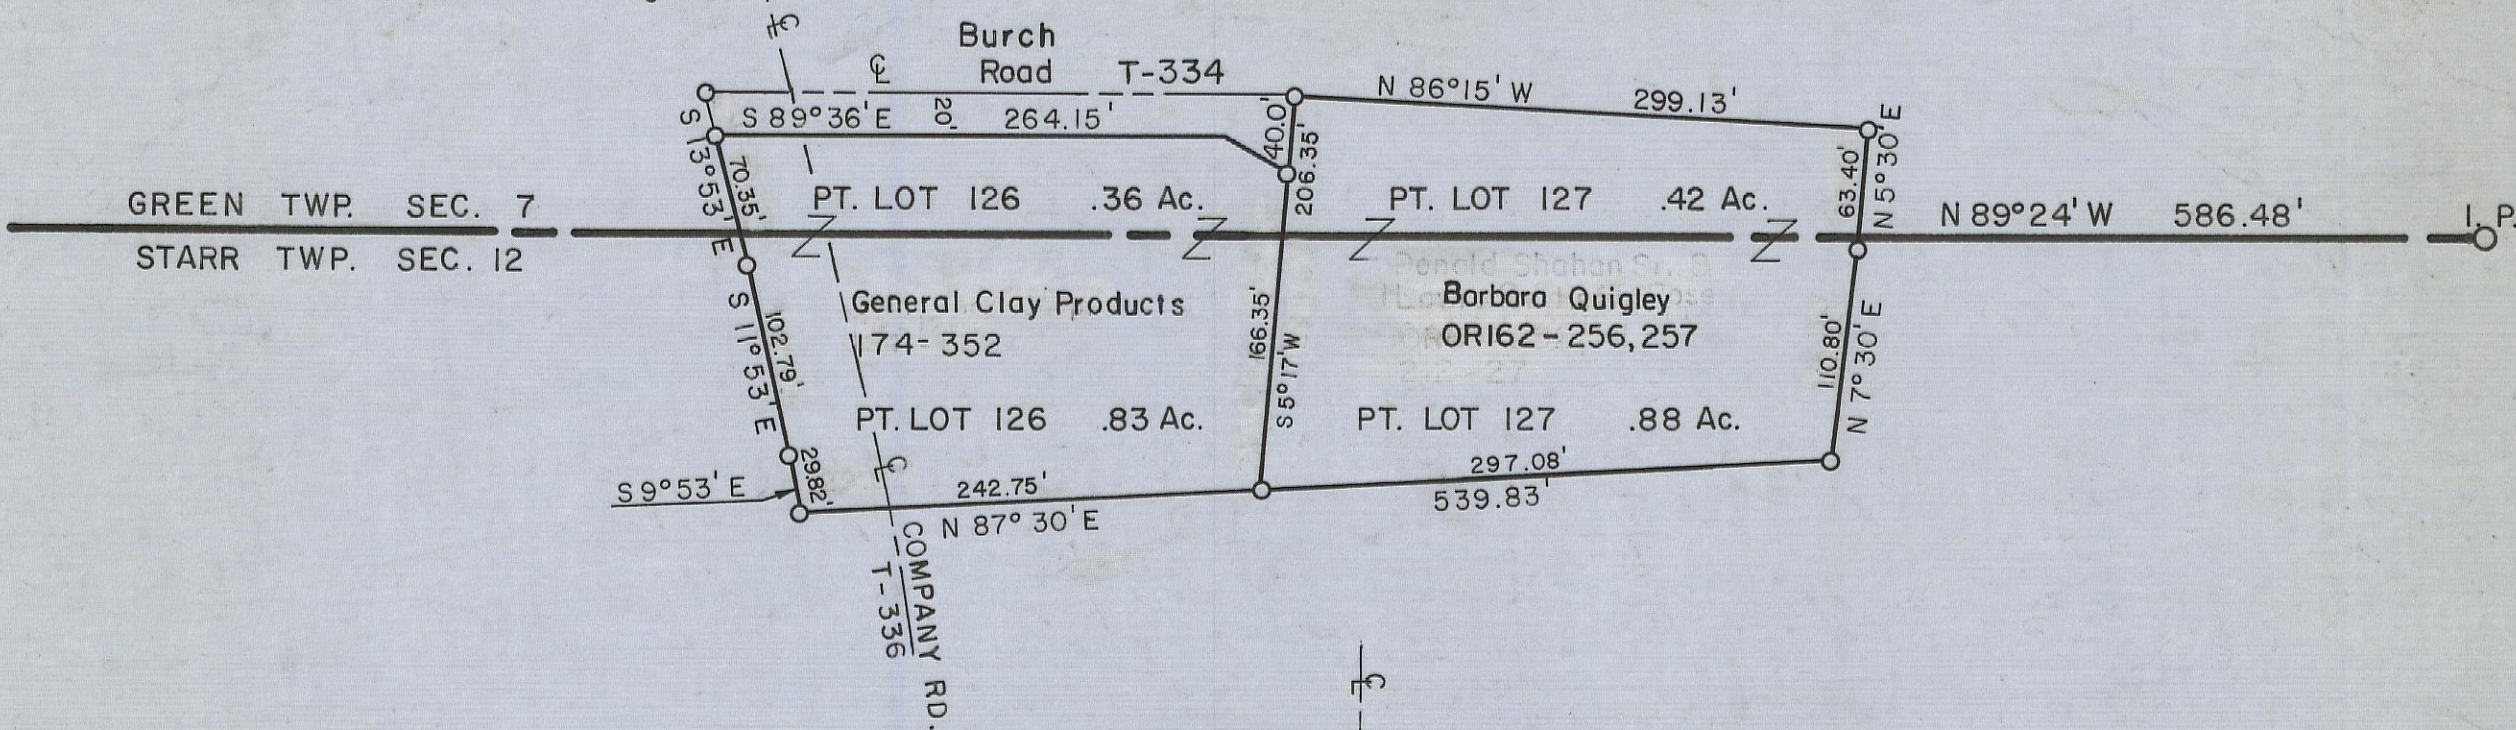 ℄
Burch
Road T-334
℄
S 89°36' E 20' 264.15'
N 86°15' W 299.13'
S 13°53' E
70.35'
40.0'
206.35'
63.40'
N 5°30' E
GREEN TWP. SEC. 7
STARR TWP. SEC. 12
PT. LOT 126 .36 Ac.
PT. LOT 127 .42 Ac.
N 89°24' W 586.48' I. P.
General Clay Products
174-352
Barbara Quigley
OR162-256,257
Donald Shahan Sr.
S 11°53' E
102.79'
166.35'
S 5°17' W
110.80'
N 7°30' E
PT. LOT 126 .83 Ac.
PT. LOT 127 .88 Ac.
S 9°53' E
29.82'
℄
242.75'
N 87°30' E
297.08'
539.83'
COMPANY RD.
T-336
℄